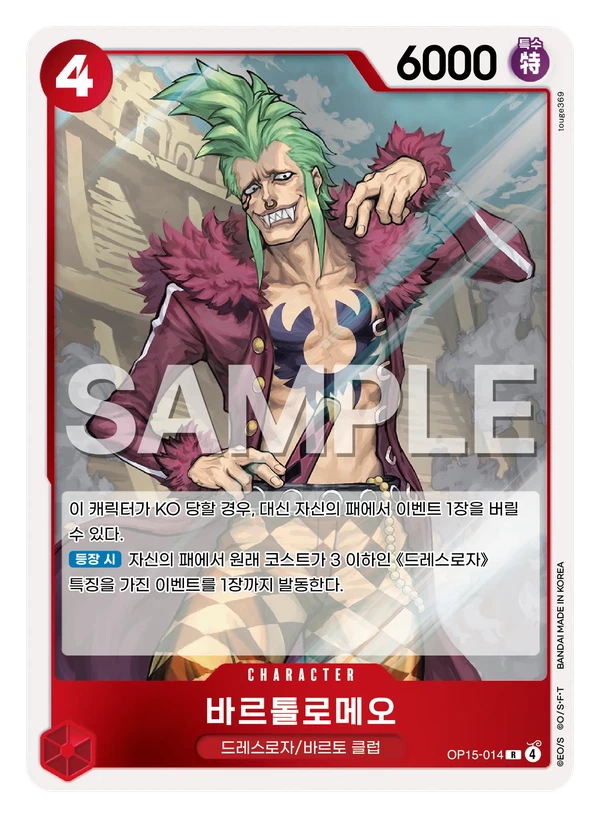 4
6000
특수
特
touge369
SAMPLE
이 캐릭터가 KO 당할 경우, 대신 자신의 패에서 이벤트 1장을 버릴
수 있다.
등장 시 자신의 패에서 원래 코스트가 3 이하인 《드레스로자》
특징을 가진 이벤트를 1장까지 발동한다.
CHARACTER
바르톨로메오
드레스로자/바르토 클럽
OP15-014 R 4
©EO/S ©O/S·F·T BANDAI MADE IN KOREA